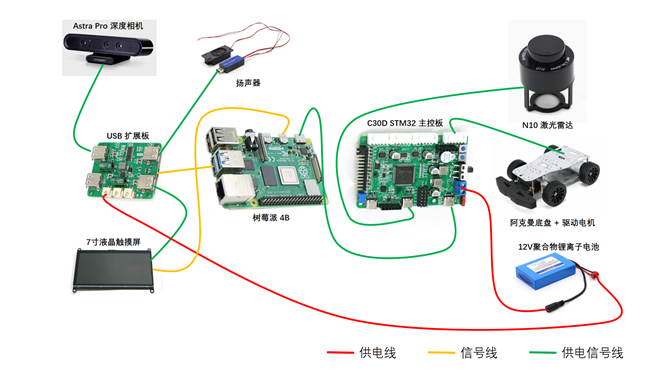 Astra Pro 深度相机
扬声器
N10 激光雷达
USB 扩展板
C30D STM32 主控板
树莓派 4B
阿克曼底盘 + 驱动电机
7寸液晶触摸屏
12V聚合物锂离子电池
供电线
信号线
供电信号线